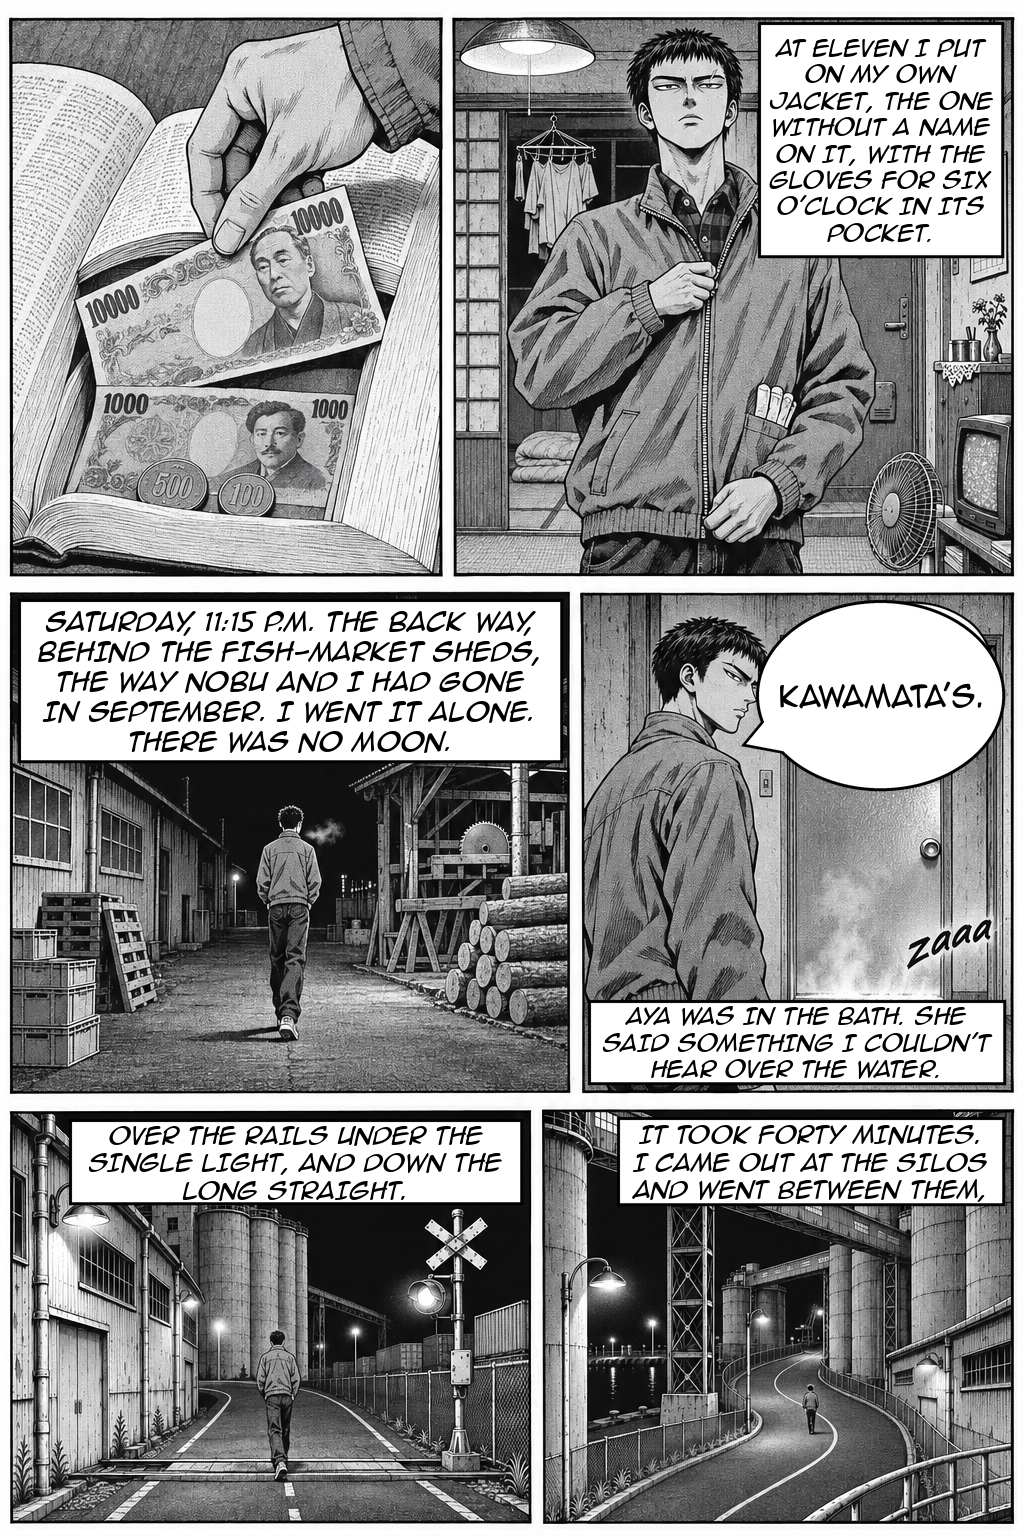 10000
10000
1000
1000
500
100
AT ELEVEN I PUT
ON MY OWN
JACKET, THE ONE
WITHOUT A NAME
ON IT, WITH THE
GLOVES FOR SIX
O'CLOCK IN ITS
POCKET.
SATURDAY, 11:15 P.M. THE BACK WAY,
BEHIND THE FISH-MARKET SHEDS,
THE WAY NOBU AND I HAD GONE
IN SEPTEMBER. I WENT IT ALONE.
THERE WAS NO MOON.
KAWAMATA'S.
zaaa
AYA WAS IN THE BATH. SHE
SAID SOMETHING I COULDN'T
HEAR OVER THE WATER.
OVER THE RAILS UNDER THE
SINGLE LIGHT, AND DOWN THE
LONG STRAIGHT.
IT TOOK FORTY MINUTES.
I CAME OUT AT THE SILOS
AND WENT BETWEEN THEM,